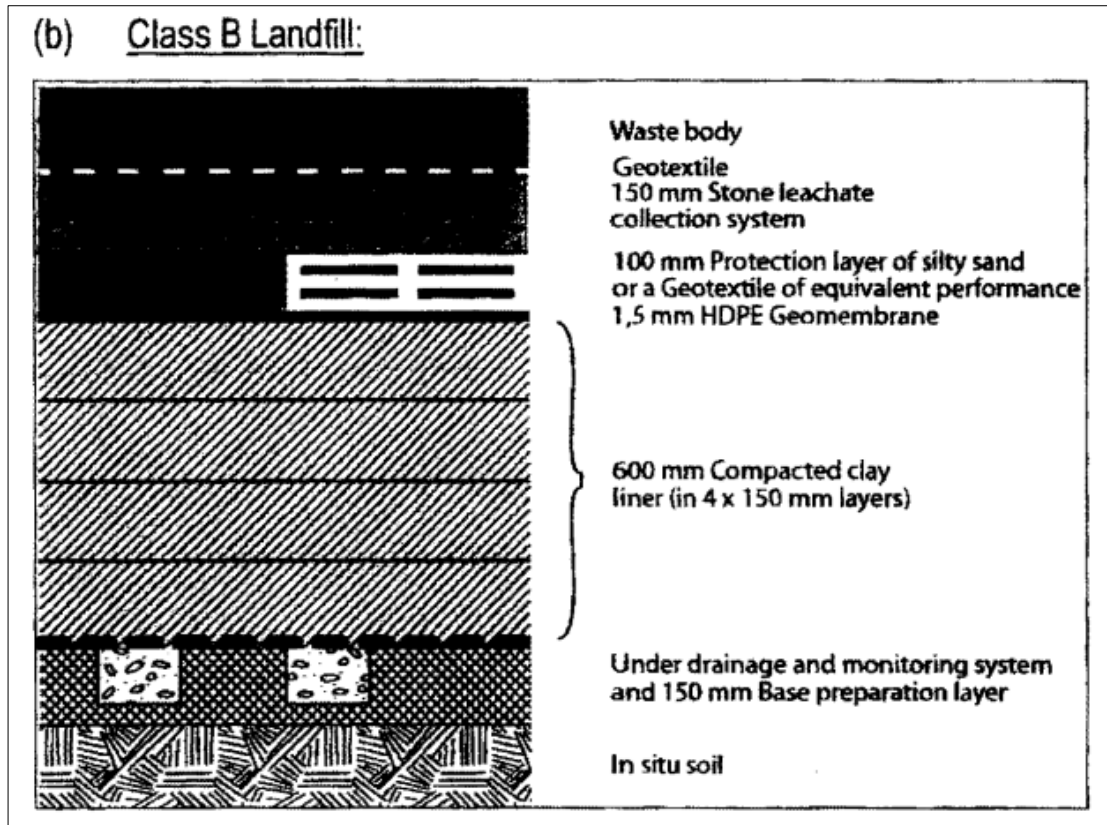 (b) Class B Landfill:
Waste body
Geotextile
150 mm Stone leachate
collection system
100 mm Protection layer of silty sand
or a Geotextile of equivalent performance
1,5 mm HDPE Geomembrane
600 mm Compacted clay
liner (in 4 x 150 mm layers)
Under drainage and monitoring system
and 150 mm Base preparation layer
In situ soil